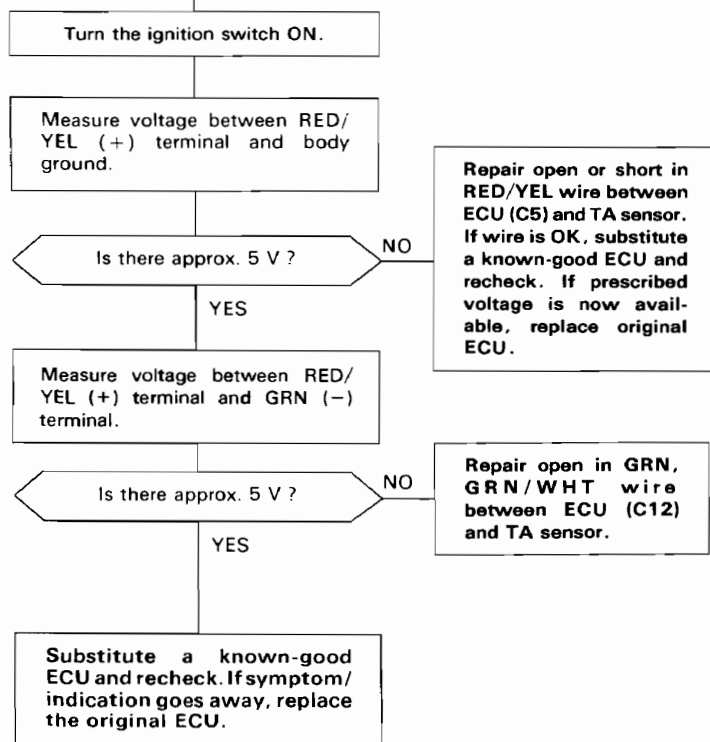 Turn the ignition switch ON.
Measure voltage between RED/
YEL (+) terminal and body
ground.
Is there approx. 5 V ?
NO
Repair open or short in
RED/YEL wire between
ECU (C5) and TA sensor.
If wire is OK, substitute
a known-good ECU and
recheck. If prescribed
voltage is now avail-
able, replace original
ECU.
YES
Measure voltage between RED/
YEL (+) terminal and GRN (−)
terminal.
Is there approx. 5 V ?
NO
Repair open in GRN,
GRN/WHT wire
between ECU (C12)
and TA sensor.
YES
Substitute a known-good
ECU and recheck. If symptom/
indication goes away, replace
the original ECU.